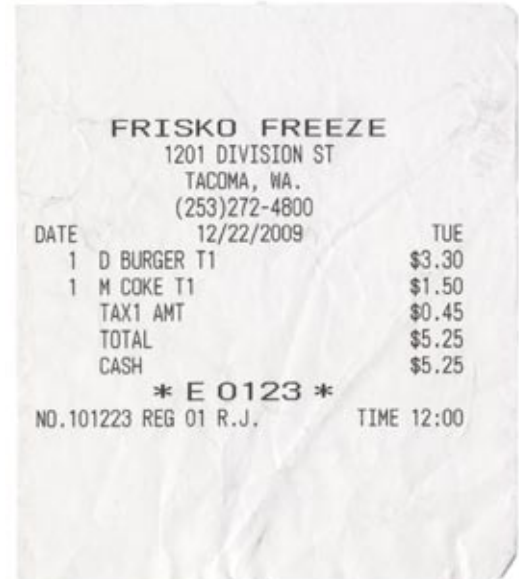 FRISKO FREEZE
1201 DIVISION ST
TACOMA, WA.
(253)272-4800
DATE 12/22/2009 TUE
1 D BURGER T1 $3.30
1 M COKE T1 $1.50
TAX1 AMT $0.45
TOTAL $5.25
CASH $5.25
* E 0123 *
NO.101223 REG 01 R.J. TIME 12:00